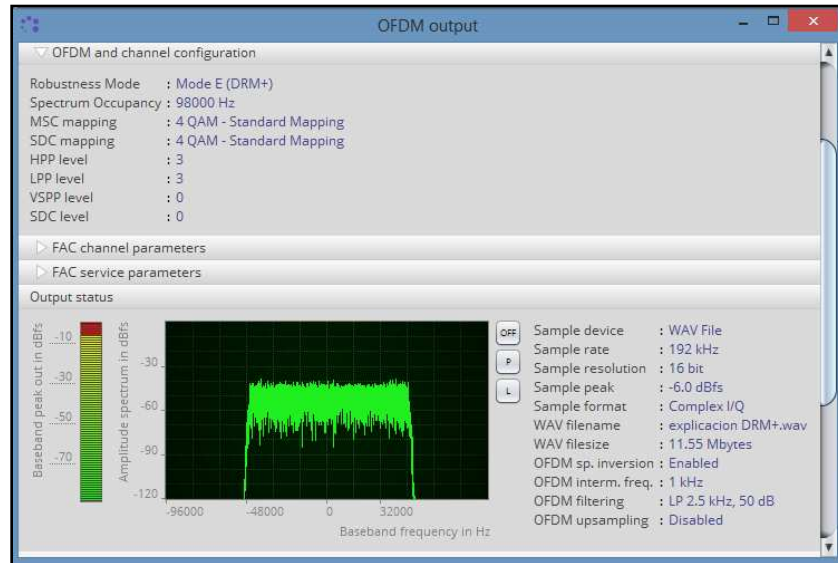 OFDM output
OFDM and channel configuration
Robustness Mode : Mode E (DRM+)
Spectrum Occupancy : 98000 Hz
MSC mapping : 4 QAM - Standard Mapping
SDC mapping : 4 QAM - Standard Mapping
HPP level : 3
LPP level : 3
VSPP level : 0
SDC level : 0
FAC channel parameters
FAC service parameters
Output status
Baseband peak out in dBfs
-10
-30
-50
-70
Amplitude spectrum in dBfs
-30
-60
-90
-120
-96000 -48000 0 32000
Baseband frequency in Hz
OFF
P
L
Sample device : WAV File
Sample rate : 192 kHz
Sample resolution : 16 bit
Sample peak : -6.0 dBfs
Sample format : Complex I/Q
WAV filename : explicacion DRM+.wav
WAV filesize : 11.55 Mbytes
OFDM sp. inversion : Enabled
OFDM interm. freq. : 1 kHz
OFDM filtering : LP 2.5 kHz, 50 dB
OFDM upsampling : Disabled